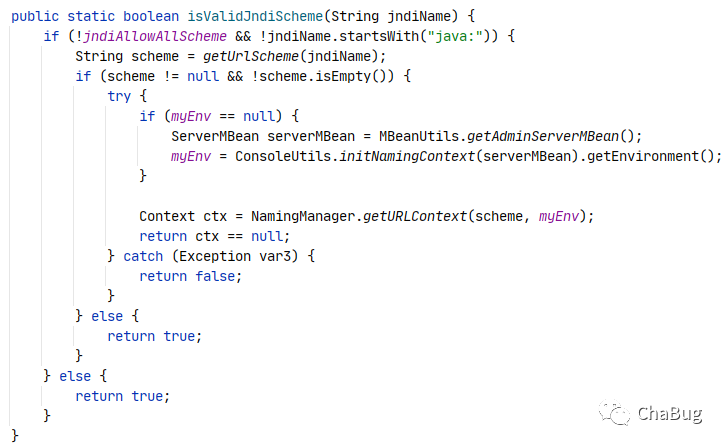 public static boolean isValidJndiScheme(String jndiName) {
    if (!jndiAllowAllScheme && !jndiName.startsWith("java:")) {
        String scheme = getUrlScheme(jndiName);
        if (scheme != null && !scheme.isEmpty()) {
            try {
                if (myEnv == null) {
                    ServerMBean serverMBean = MBeanUtils.getAdminServerMBean();
                    myEnv = ConsoleUtils.initNamingContext(serverMBean).getEnvironment();
                }

                Context ctx = NamingManager.getURLContext(scheme, myEnv);
                return ctx == null;
            } catch (Exception var3) {
                return false;
            }
        } else {
            return true;
        }
    } else {
        return true;
    }
}
ChaBug